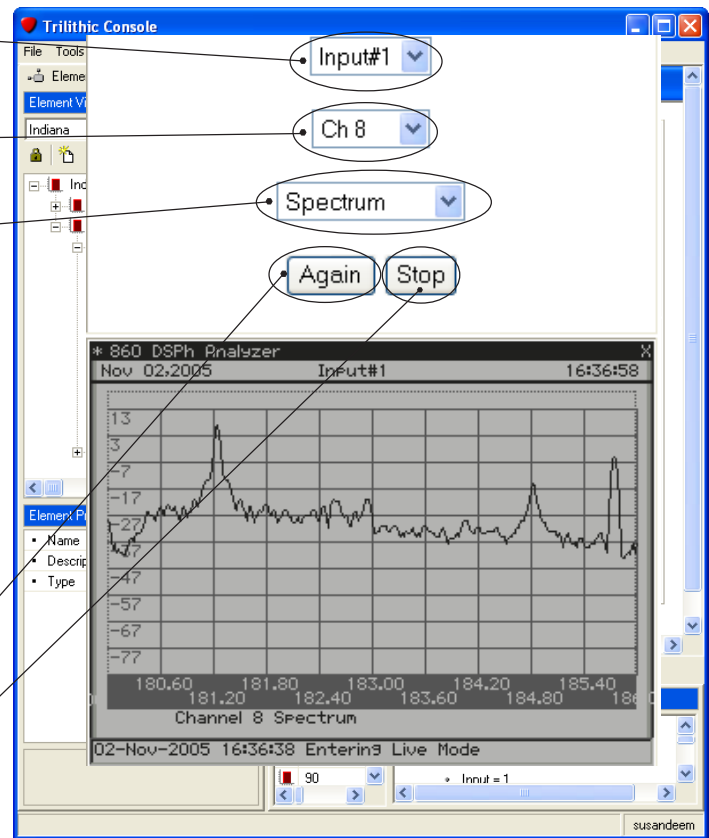 Trilithic Console
File Tools
Eleme
Element Vi
Indiana
Ind
Input#1
Ch 8
Spectrum
Again Stop
* 860 DSPh Analyzer X
Nov 02,2005 Input#1 16:36:58
13
3
-7
-17
-27
-37
-47
-57
-67
-77
180.60 181.80 183.00 184.20 185.40
181.20 182.40 183.60 184.80 186
Channel 8 Spectrum
02-Nov-2005 16:36:38 Entering Live Mode
Element P
Name
Descrip
Type
90
Input = 1
susandeem